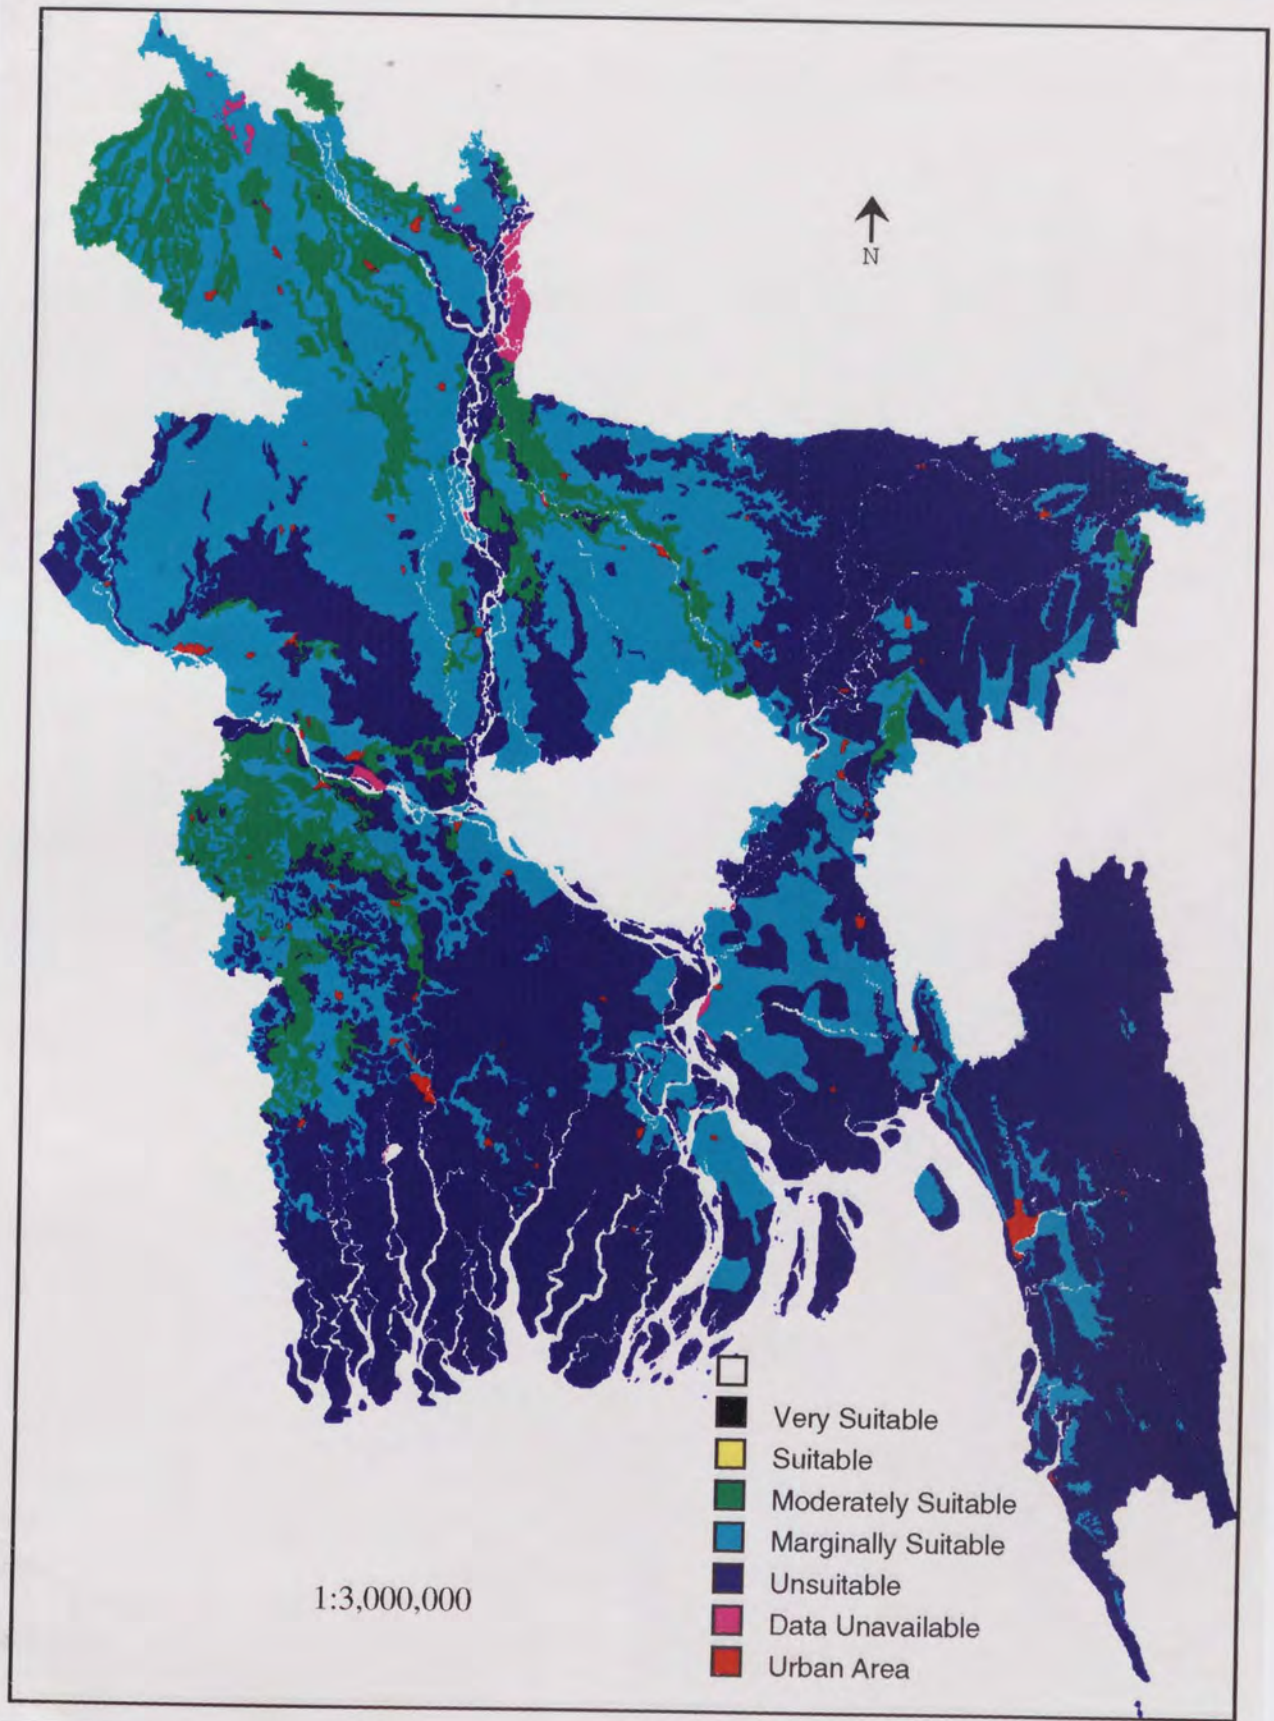 N
Very Suitable
Suitable
Moderately Suitable
Marginally Suitable
Unsuitable
Data Unavailable
Urban Area
1:3,000,000